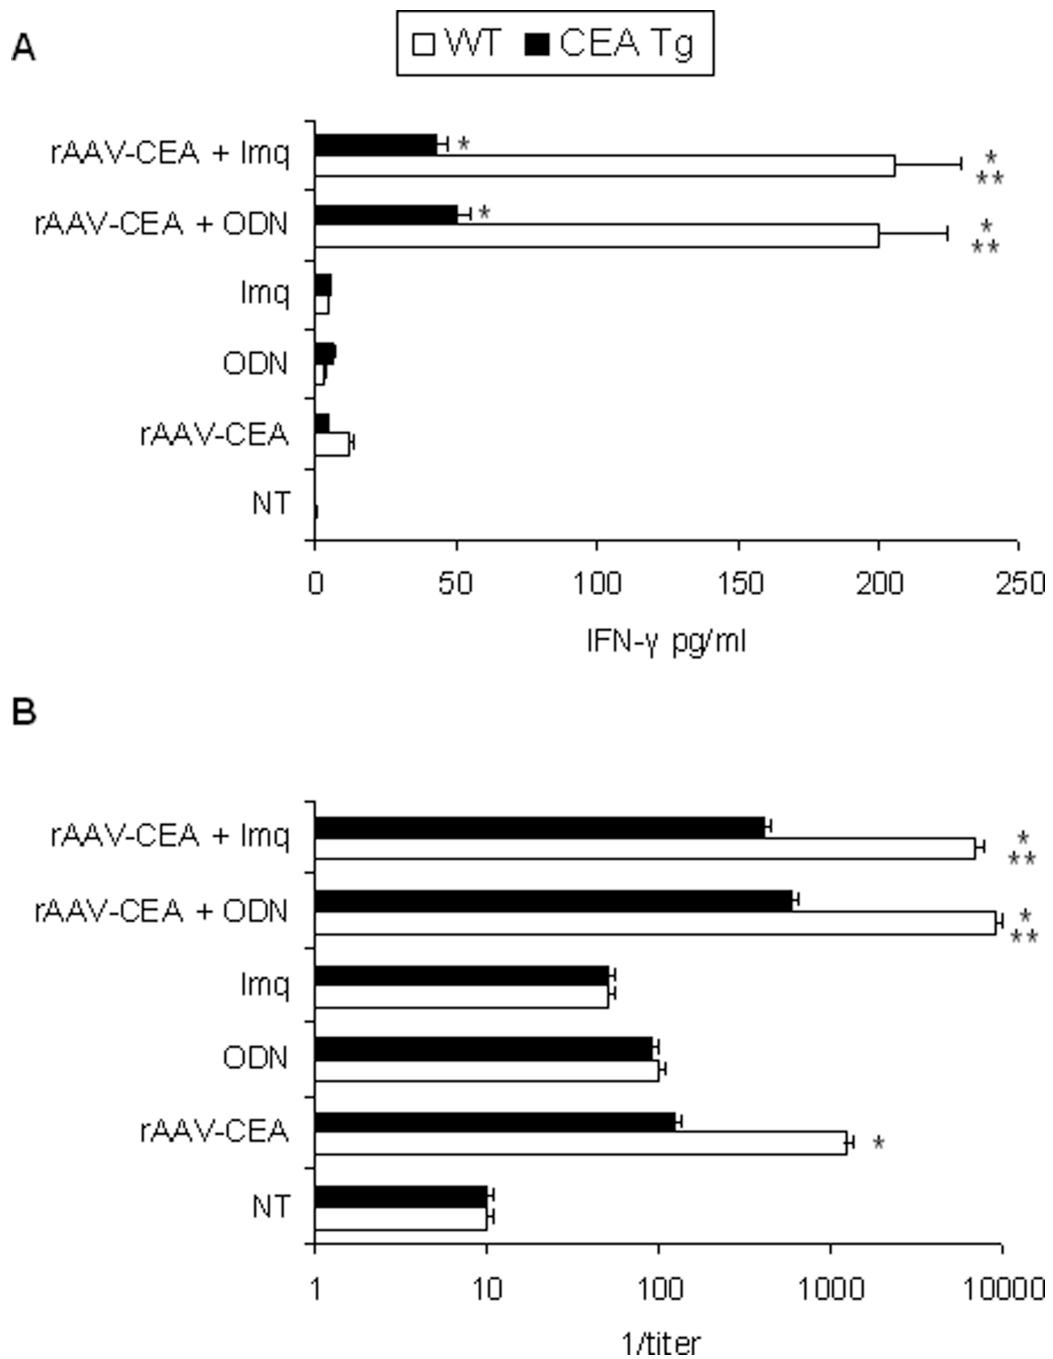 A
WT CEA Tg
rAAV-CEA + Imq
*
*
**
rAAV-CEA + ODN
*
*
**
Imq
ODN
rAAV-CEA
NT
0 50 100 150 200 250
IFN-γ pg/ml
B
rAAV-CEA + Imq
*
**
rAAV-CEA + ODN
*
**
Imq
ODN
rAAV-CEA
*
NT
1 10 100 1000 10000
1/titer